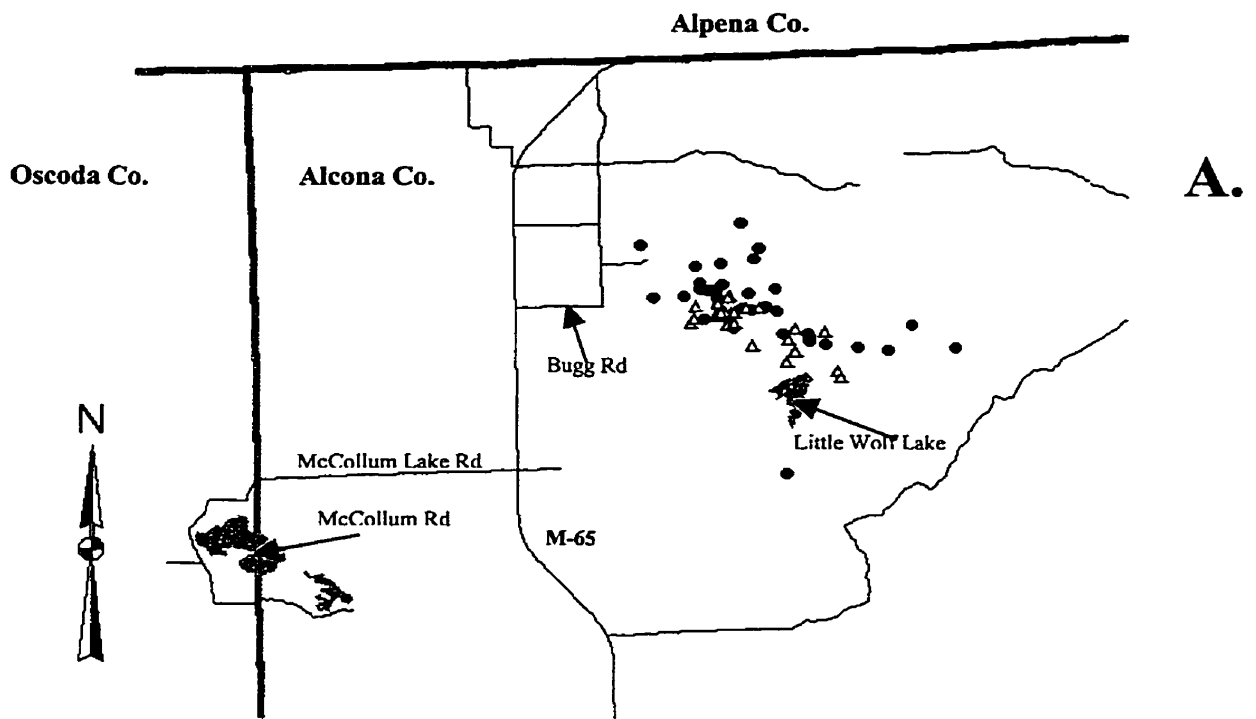 Alpena Co.
Oscoda Co.
Alcona Co.
A.
Bugg Rd
N
Little Wolf Lake
McCollum Lake Rd
McCollum Rd
M-65